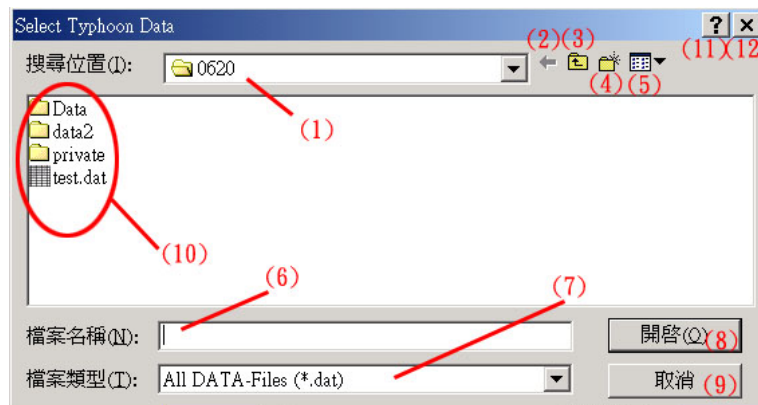 Select Typhoon Data
搜尋位置(I): 0620 (2)(3) (4)(5) (11)(12
Data
data2
private
test.dat
(1)
(10)
(6)
(7)
檔案名稱(N): 開啓(O) (8)
檔案類型(T): All DATA-Files (*.dat) 取消 (9)